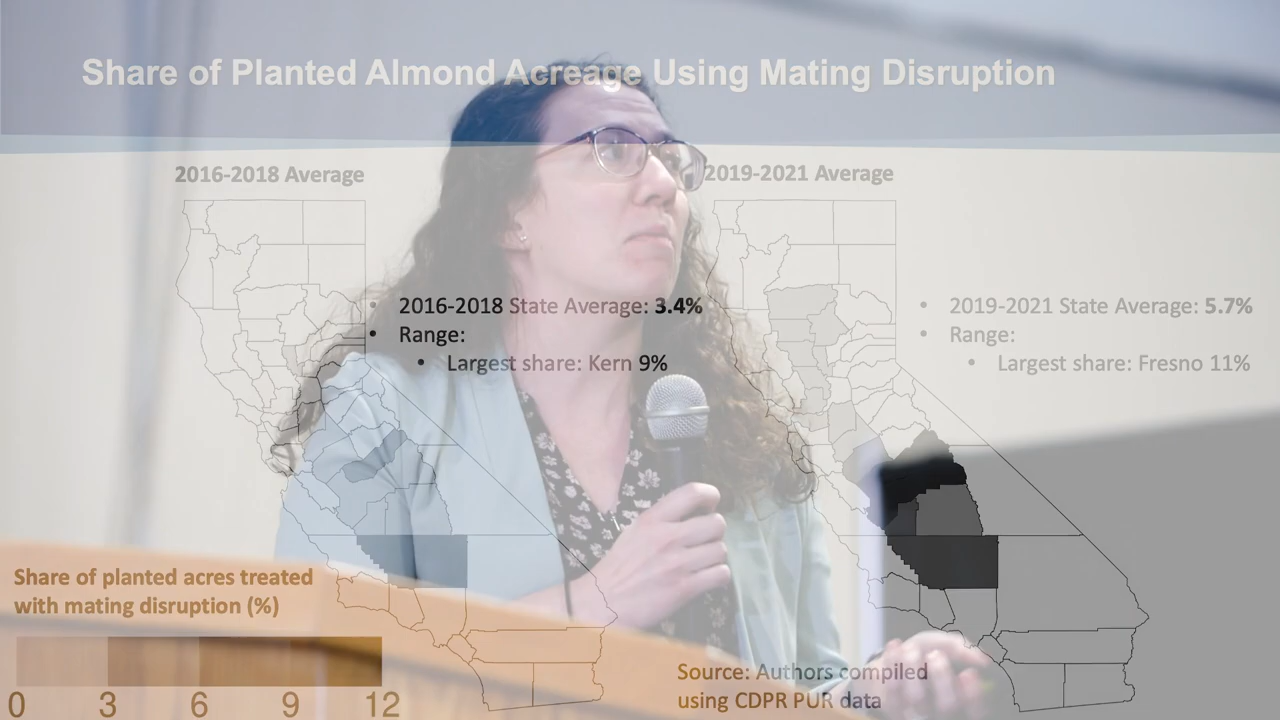 Share of Planted Almond Acreage Using Mating Disruption
2016-2018 Average
2019-2021 Average
• 2016-2018 State Average: 3.4%
• Range:
• Largest share: Kern 9%
• 2019-2021 State Average: 5.7%
• Range:
• Largest share: Fresno 11%
Share of planted acres treated
with mating disruption (%)
0 3 6 9 12
Source: Authors compiled
using CDPR PUR data